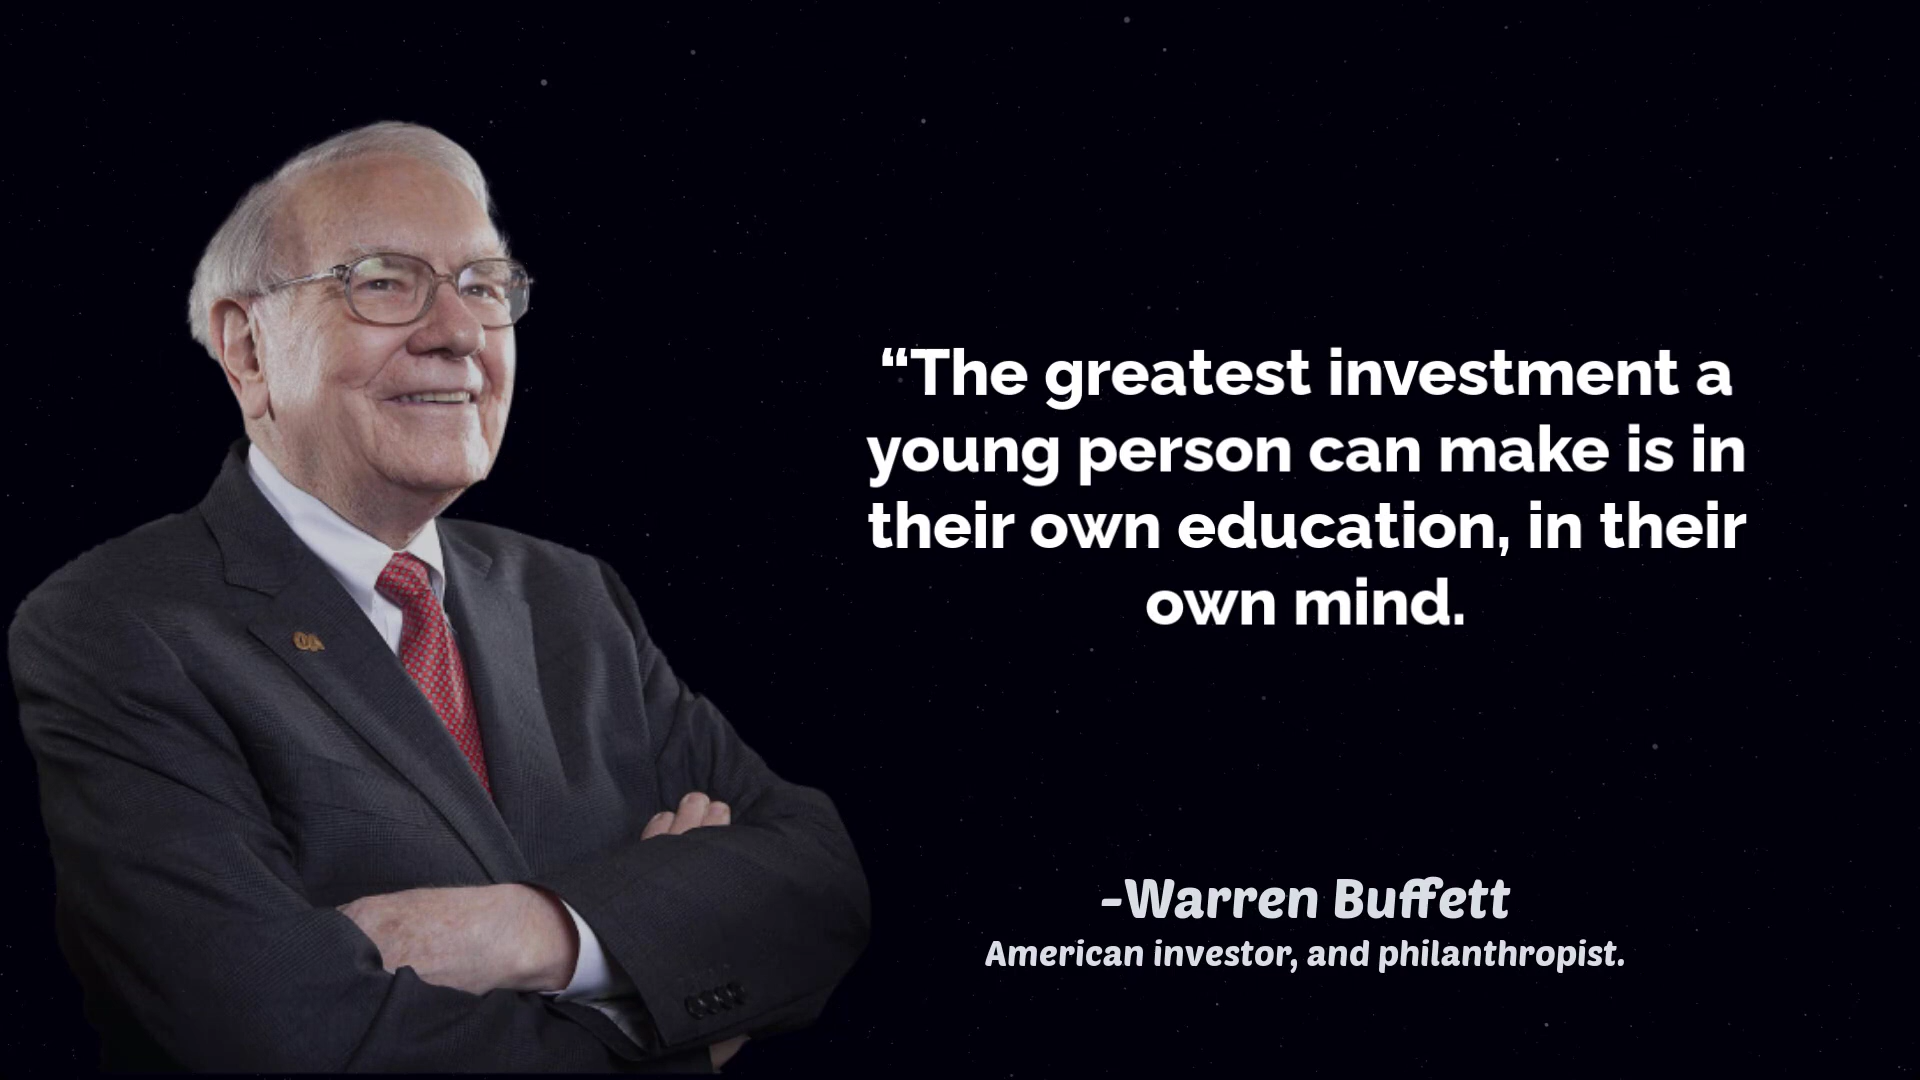 “The greatest investment a
young person can make is in
their own education, in their
own mind.
-Warren Buffett
American investor, and philanthropist.